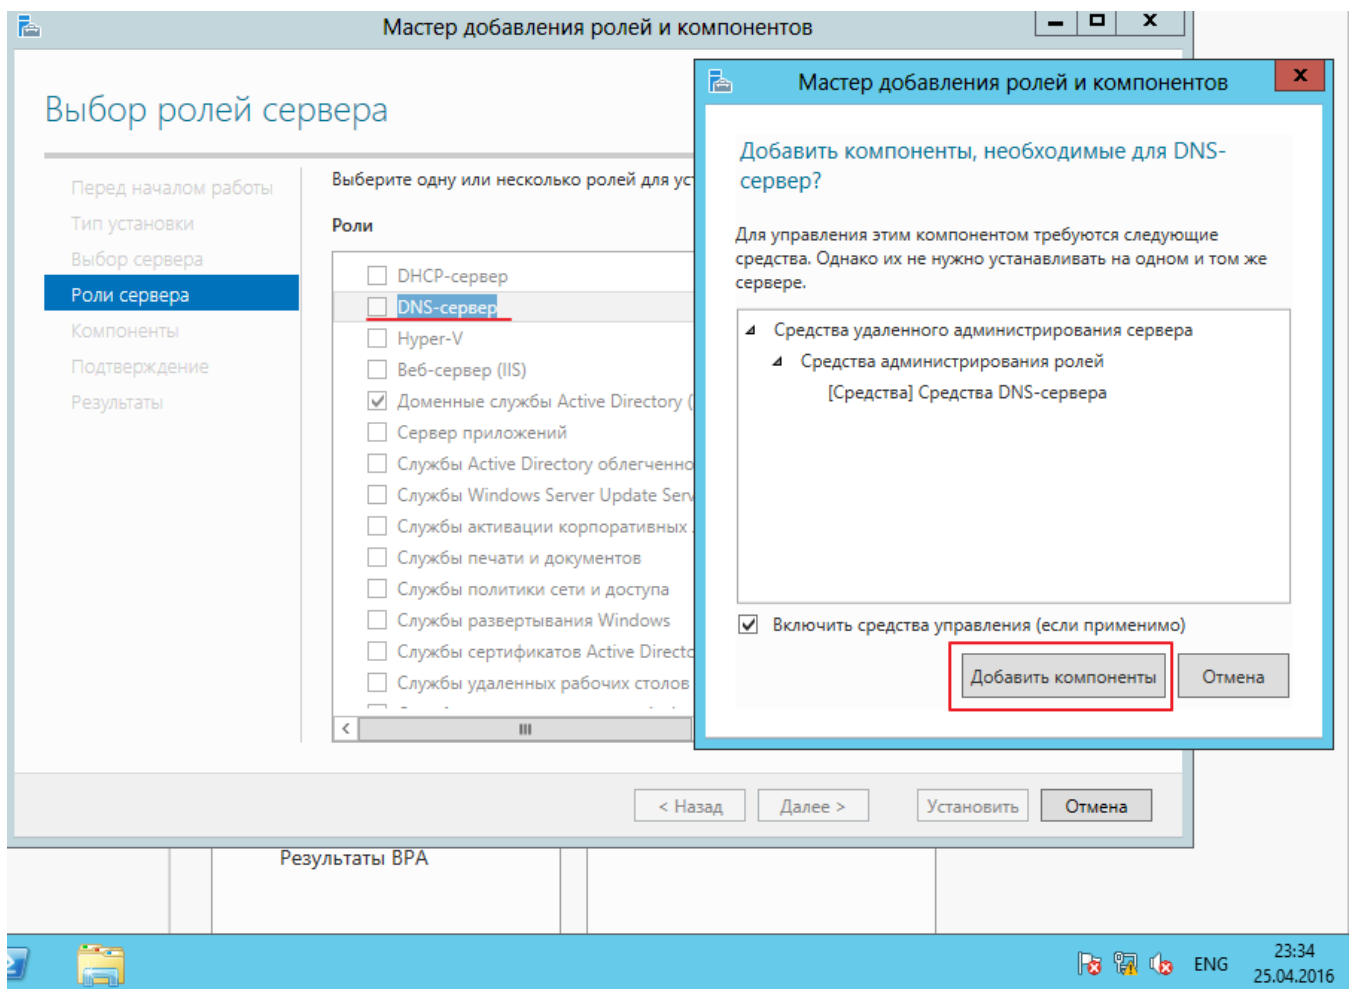 Мастер добавления ролей и компонентов
Выбор ролей сервера
Перед началом работы
Тип установки
Выбор сервера
Роли сервера
Компоненты
Подтверждение
Результаты
Выберите одну или несколько ролей для ус
Роли
DHCP-сервер
DNS-сервер
Hyper-V
Веб-сервер (IIS)
Доменные службы Active Directory (
Сервер приложений
Службы Active Directory облегченно
Службы Windows Server Update Serv
Службы активации корпоративных
Службы печати и документов
Службы политики сети и доступа
Службы развертывания Windows
Службы сертификатов Active Directo
Службы удаленных рабочих столов
< Назад
Далее >
Установить
Отмена
Мастер добавления ролей и компонентов
Добавить компоненты, необходимые для DNS-
сервер?
Для управления этим компонентом требуются следующие
средства. Однако их не нужно устанавливать на одном и том же
сервере.
Средства удаленного администрирования сервера
Средства администрирования ролей
[Средства] Средства DNS-сервера
Включить средства управления (если применимо)
Добавить компоненты
Отмена
Результаты BPA
ENG
23:34
25.04.2016